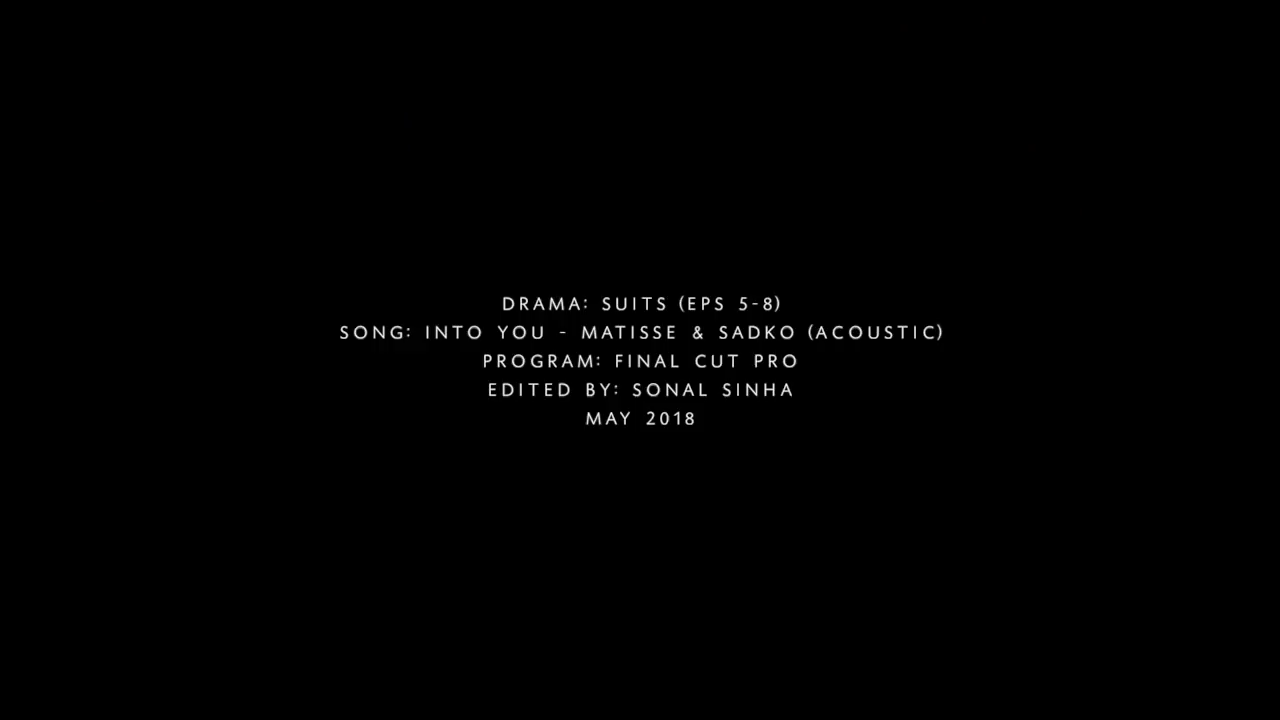 DRAMA: SUITS (EPS 5-8)
SONG: INTO YOU - MATISSE & SADKO (ACOUSTIC)
PROGRAM: FINAL CUT PRO
EDITED BY: SONAL SINHA
MAY 2018